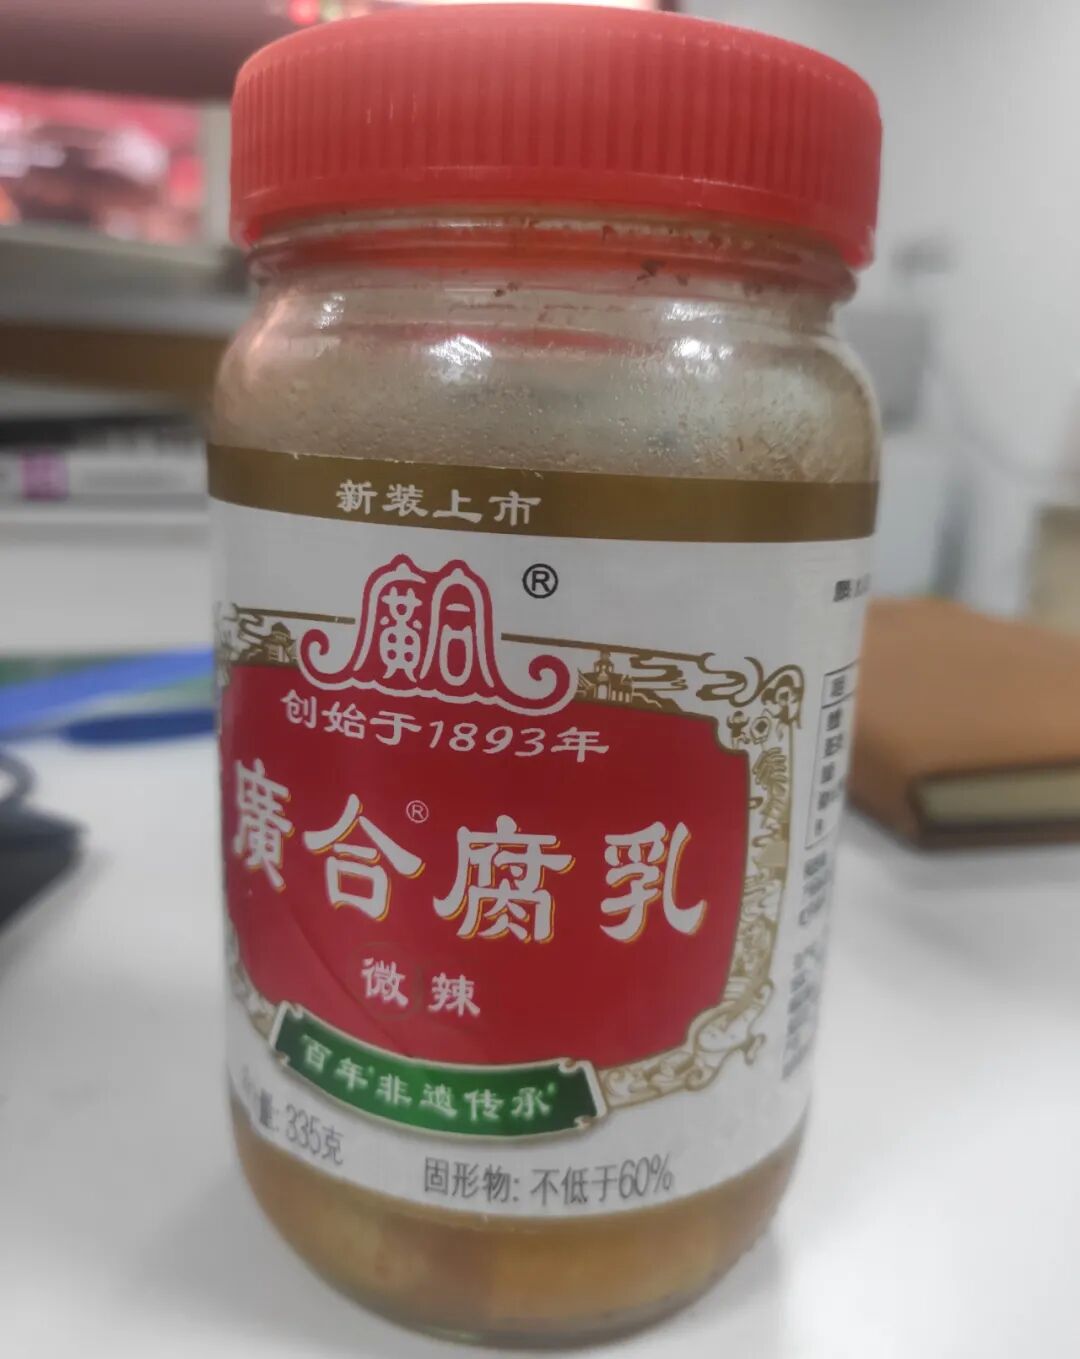 新装上市
廣合®
创始于1893年
廣合®腐乳
微辣
百年非遗传承
量: 335克
固形物: 不低于60%